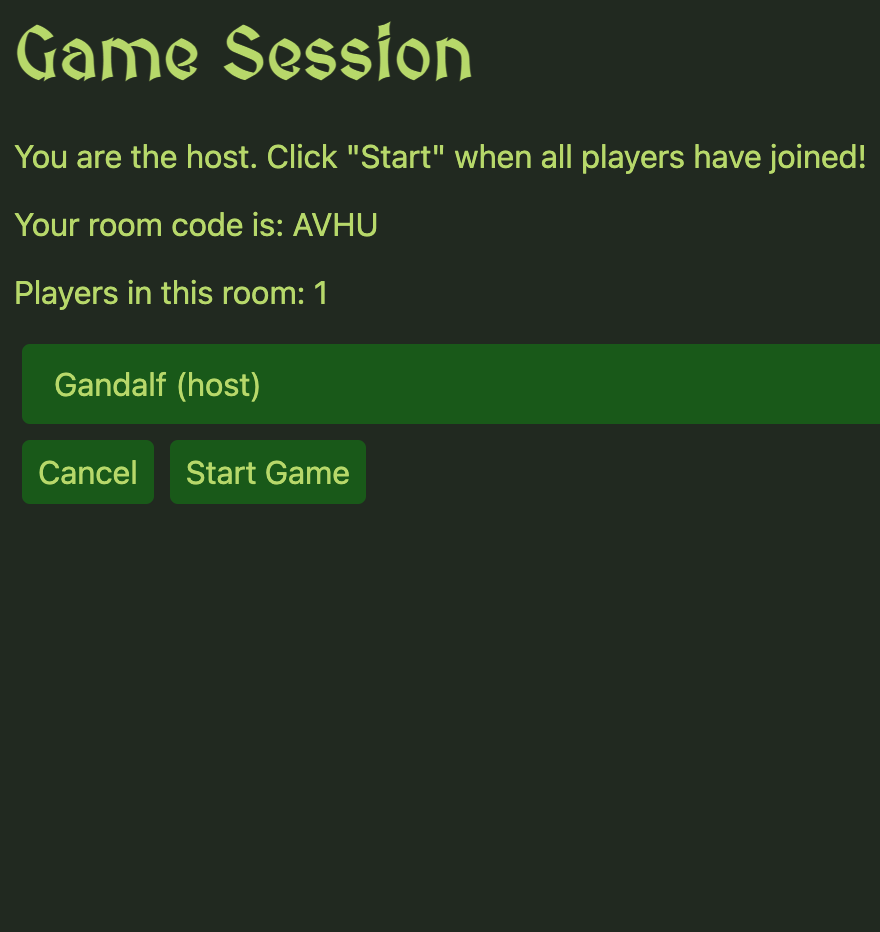 Game Session
You are the host. Click "Start" when all players have joined!
Your room code is: AVHU
Players in this room: 1
Gandalf (host)
Cancel Start Game